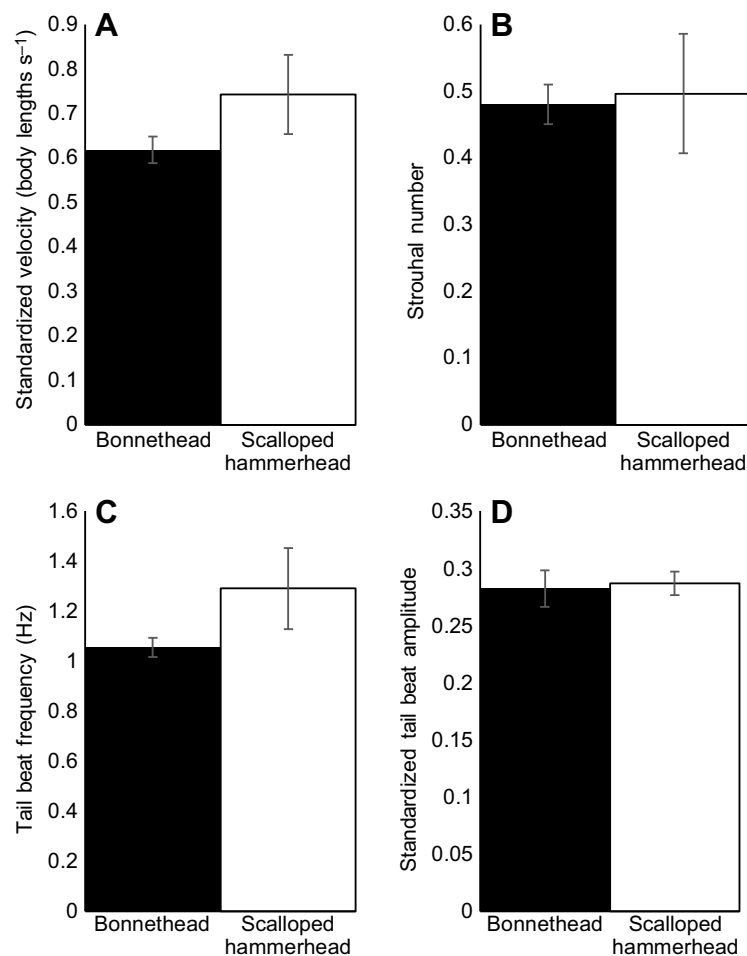 A
Standardized velocity (body lengths s⁻¹)
0.9
0.8
0.7
0.6
0.5
0.4
0.3
0.2
0.1
0
Bonnethead
Scalloped
hammerhead
B
Strouhal number
0.6
0.5
0.4
0.3
0.2
0.1
0
Bonnethead
Scalloped
hammerhead
C
Tail beat frequency (Hz)
1.6
1.4
1.2
1
0.8
0.6
0.4
0.2
0
Bonnethead
Scalloped
hammerhead
D
Standardized tail beat amplitude
0.35
0.3
0.25
0.2
0.15
0.1
0.05
0
Bonnethead
Scalloped
hammerhead